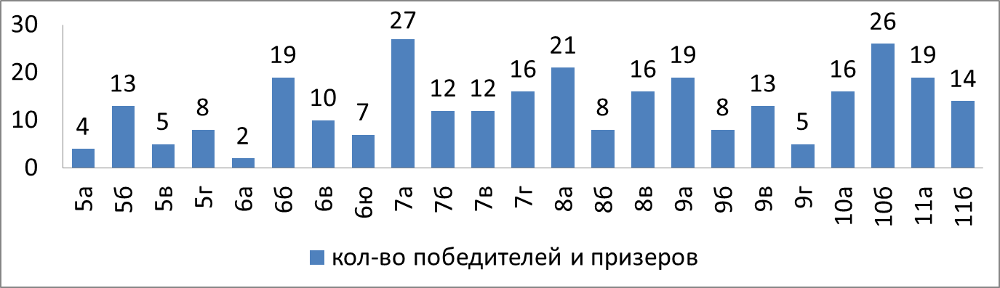 30
20
10
0
4 13 5 8 2 19 10 7 27 12 12 16 21 8 16 19 8 13 5 16 26 19 14
5а 5б 5в 5г 6а 6б 6в 6ю 7а 7б 7в 7г 8а 8б 8в 9а 9б 9в 9г 10а 10б 11а 11б
кол-во победителей и призеров